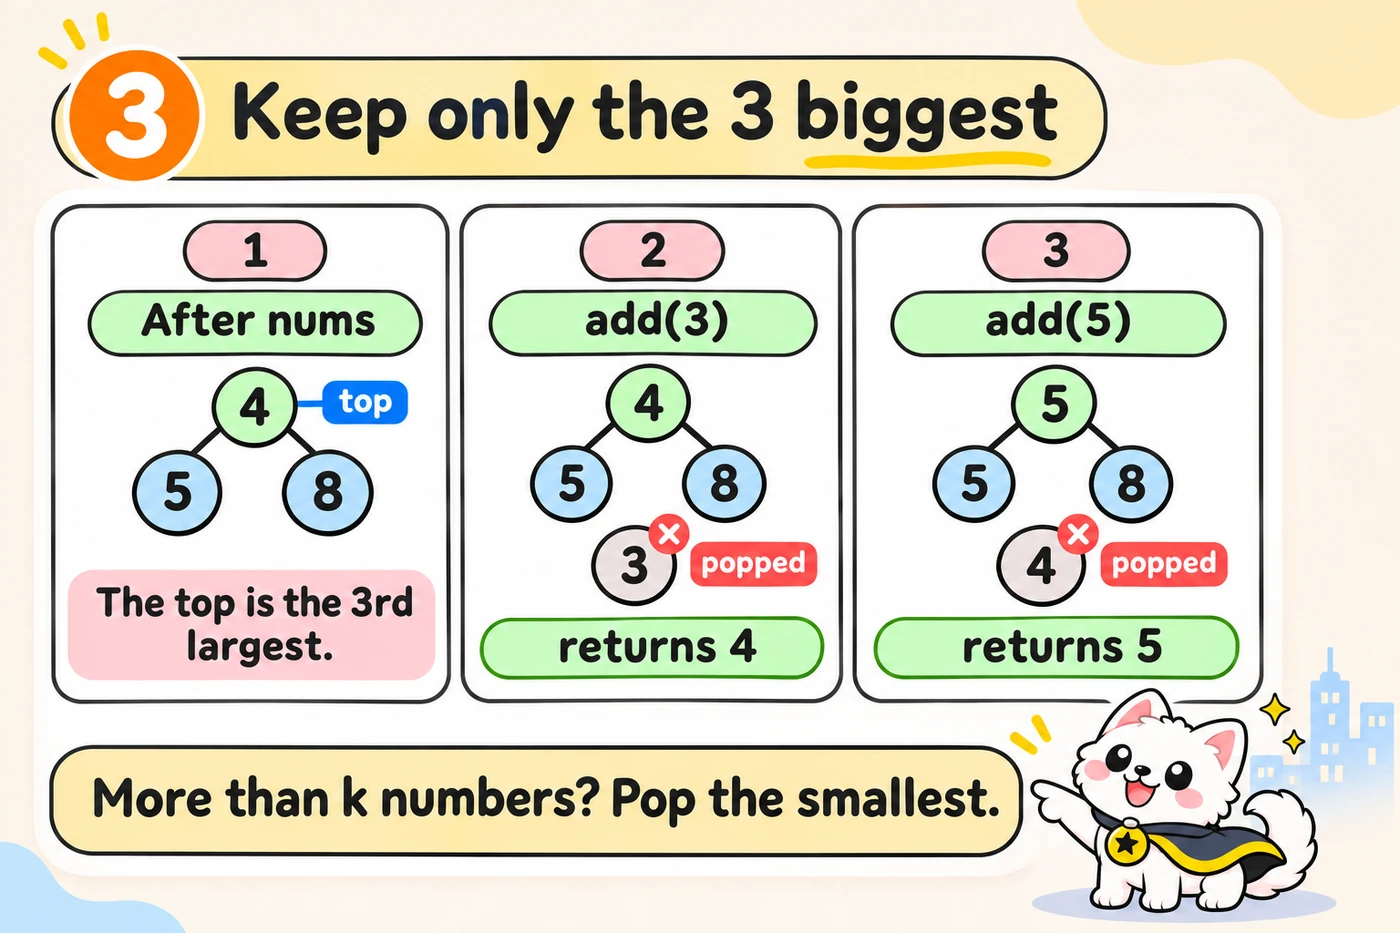 3
Keep only the 3 biggest
1
After nums
4
top
5
8
The top is the 3rd
largest.
2
add(3)
4
5
8
3
popped
returns 4
3
add(5)
5
5
8
4
popped
returns 5
More than k numbers? Pop the smallest.